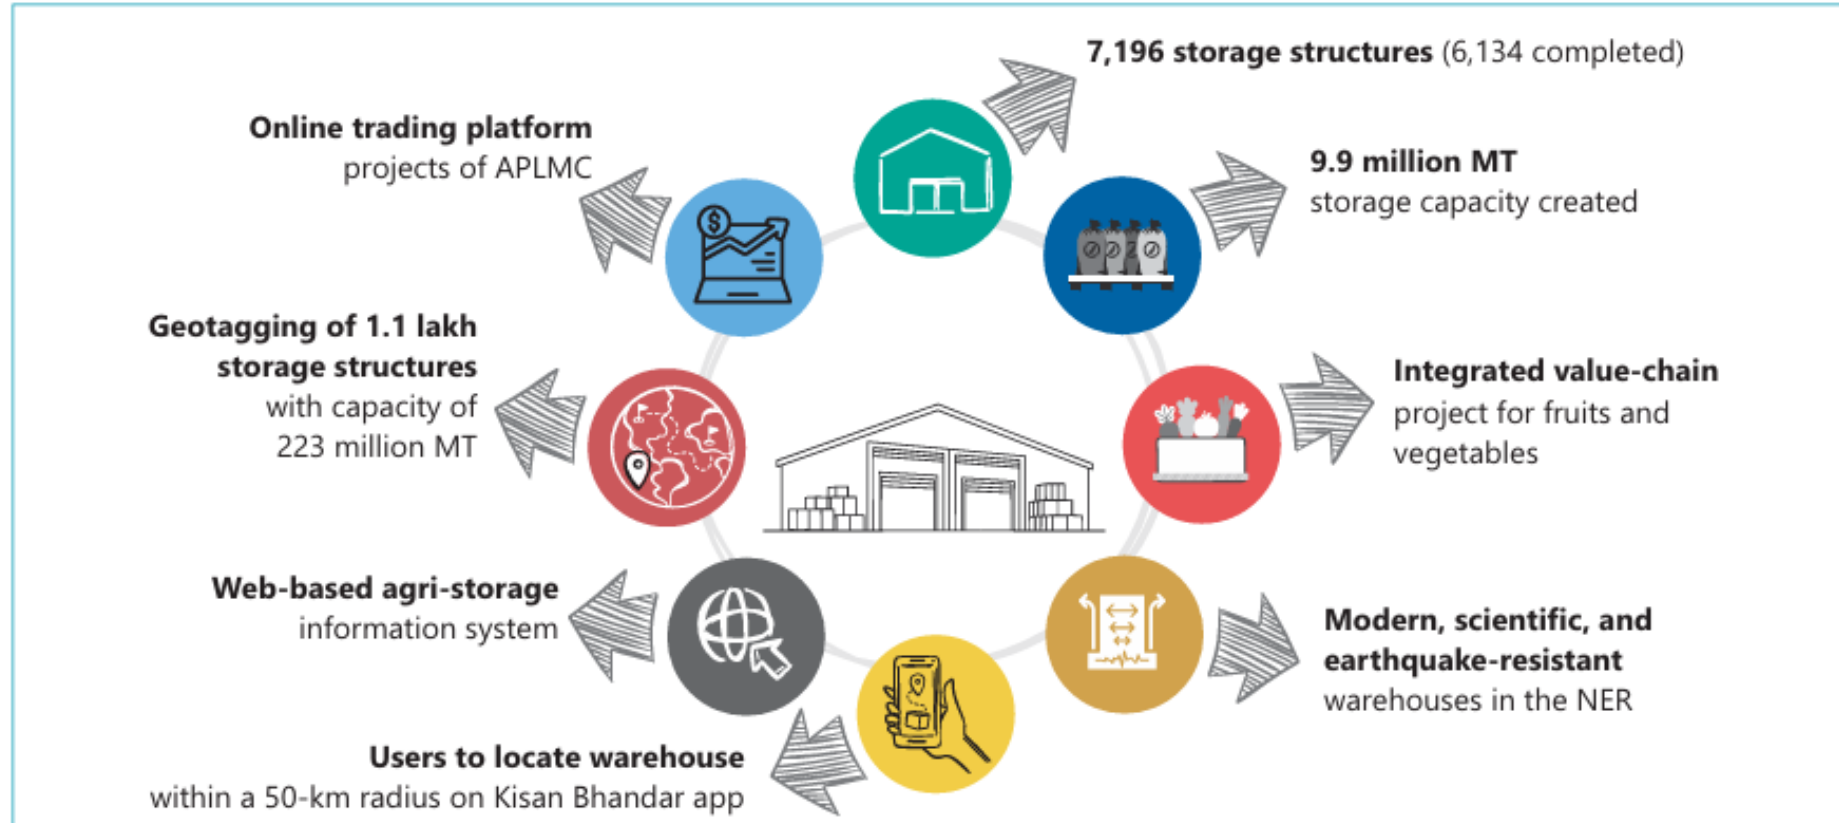 7,196 storage structures (6,134 completed)
9.9 million MT
storage capacity created
Integrated value-chain
project for fruits and
vegetables
Modern, scientific, and
earthquake-resistant
warehouses in the NER
Users to locate warehouse
within a 50-km radius on Kisan Bhandar app
Web-based agri-storage
information system
Geotagging of 1.1 lakh
storage structures
with capacity of
223 million MT
Online trading platform
projects of APLMC
$